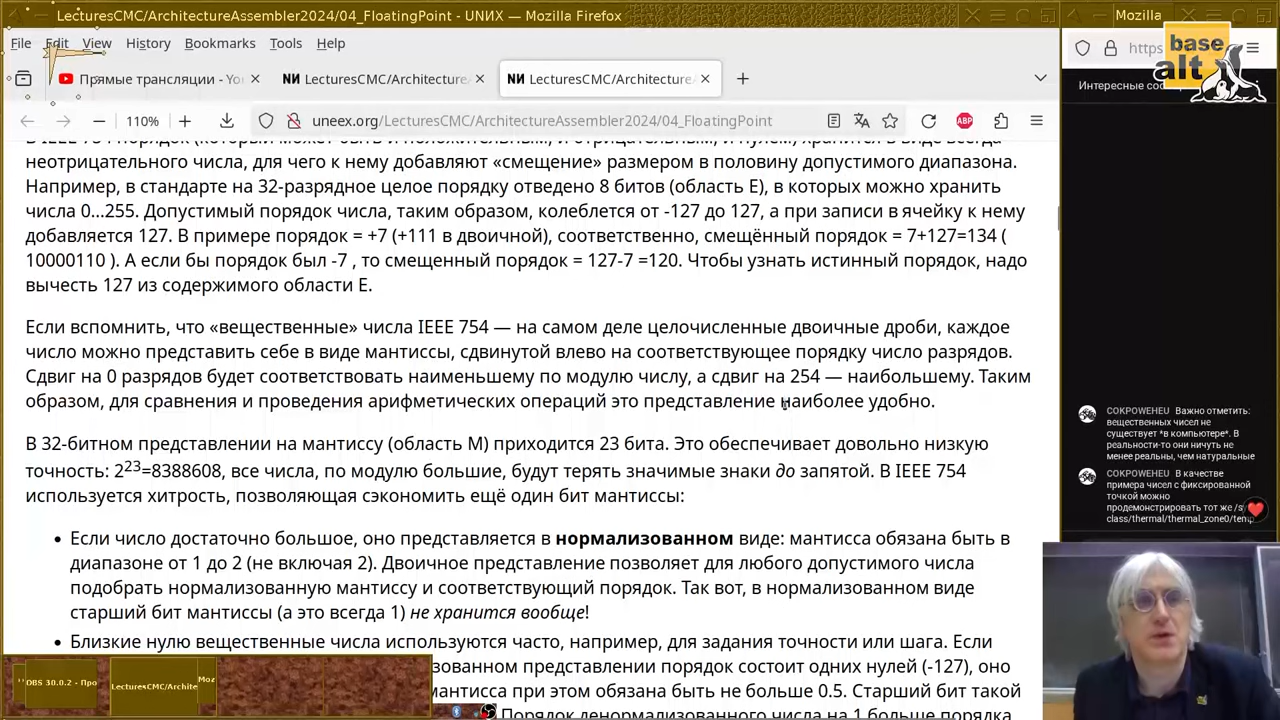 LecturesCMC/ArchitectureAssembler2024/04_FloatingPoint - UNИX — Mozilla Firefox
Mozilla
File Edit View History Bookmarks Tools Help
https
base
alt
Прямые трансляции - You
NИ LecturesCMC/Architecture
NИ LecturesCMC/Architecture
Интересные соо
110%
uneex.org/LecturesCMC/ArchitectureAssembler2024/04_FloatingPoint
ABP
неотрицательного числа, для чего к нему добавляют «смещение» размером в половину допустимого диапазона.
Например, в стандарте на 32-разрядное целое порядку отведено 8 битов (область E), в которых можно хранить
числа 0…255. Допустимый порядок числа, таким образом, колеблется от -127 до 127, а при записи в ячейку к нему
добавляется 127. В примере порядок = +7 (+111 в двоичной), соответственно, смещённый порядок = 7+127=134 (
10000110 ). А если бы порядок был -7 , то смещенный порядок = 127-7 =120. Чтобы узнать истинный порядок, надо
вычесть 127 из содержимого области E.
Если вспомнить, что «вещественные» числа IEEE 754 — на самом деле целочисленные двоичные дроби, каждое
число можно представить себе в виде мантиссы, сдвинутой влево на соответствующее порядку число разрядов.
Сдвиг на 0 разрядов будет соответствовать наименьшему по модулю числу, а сдвиг на 254 — наибольшему. Таким
образом, для сравнения и проведения арифметических операций это представление наиболее удобно.
В 32-битном представлении на мантиссу (область M) приходится 23 бита. Это обеспечивает довольно низкую
точность: 2²³=8388608, все числа, по модулю большие, будут терять значимые знаки до запятой. В IEEE 754
используется хитрость, позволяющая сэкономить ещё один бит мантиссы:
• Если число достаточно большое, оно представляется в нормализованном виде: мантисса обязана быть в
диапазоне от 1 до 2 (не включая 2). Двоичное представление позволяет для любого допустимого числа
подобрать нормализованную мантиссу и соответствующий порядок. Так вот, в нормализованном виде
старший бит мантиссы (а это всегда 1) не хранится вообще!
• Близкие нулю вещественные числа используются часто, например, для задания точности или шага. Если
зованном представлении порядок состоит одних нулей (-127), оно
мантисса при этом обязана быть не больше 0.5. Старший бит такой
Порядок денормализованного числа на 1 больше порядка
COKPOWEHEU Важно отметить:
вещественных чисел не
существует *в компьютере*. В
реальности-то они ничуть не
менее реальны, чем натуральные
COKPOWEHEU В качестве
примера чисел с фиксированной
точкой можно
продемонстрировать тот же /s
class/thermal/thermal_zone0/temp
OBS 30.0.2 - Про
LecturesCMC/Archite
Moz